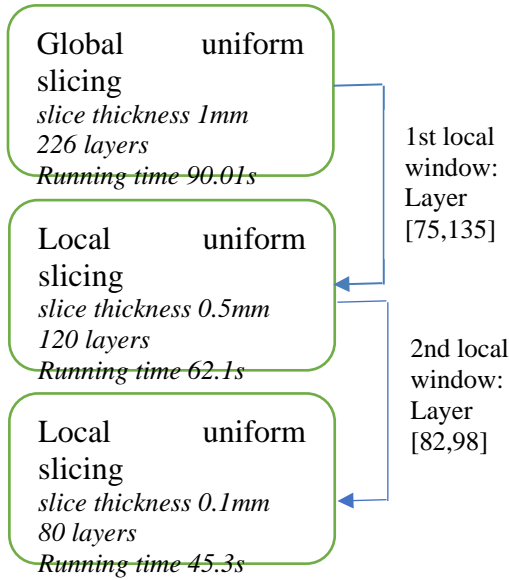 Global uniform
slicing
slice thickness 1mm
226 layers
Running time 90.01s
1st local
window:
Layer
[75,135]
Local uniform
slicing
slice thickness 0.5mm
120 layers
Running time 62.1s
2nd local
window:
Layer
[82,98]
Local uniform
slicing
slice thickness 0.1mm
80 layers
Running time 45.3s